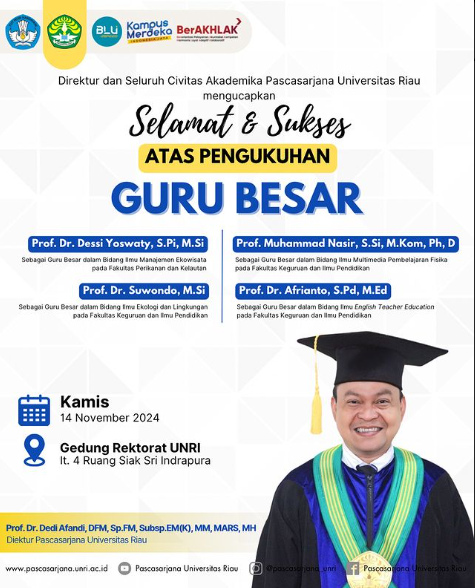 BLU
Kampus
Merdeka
INDONESIA JAYA
BerAKHLAK
Direktur dan Seluruh Civitas Akademika Pascasarjana Universitas Riau
mengucapkan
Selamat & Sukses
ATAS PENGUKUHAN
GURU BESAR
Prof. Dr. Dessi Yoswaty, S.Pi, M.Si
Sebagai Guru Besar dalam Bidang Ilmu Manajemen Ekowisata
pada Fakultas Perikanan dan Kelautan
Prof. Dr. Suwondo, M.Si
Sebagai Guru Besar dalam Bidang Ilmu Ekologi dan Lingkungan
pada Fakultas Keguruan dan Ilmu Pendidikan
Prof. Muhammad Nasir, S.Si, M.Kom, Ph, D
Sebagai Guru Besar dalam Bidang Ilmu Multimedia Pembelajaran Fisika
pada Fakultas Keguruan dan Ilmu Pendidikan
Prof. Dr. Afrianto, S.Pd, M.Ed
Sebagai Guru Besar dalam Bidang Ilmu English Teacher Education
pada Fakultas Keguruan dan Ilmu Pendidikan
Kamis
14 November 2024
Gedung Rektorat UNRI
lt. 4 Ruang Siak Sri Indrapura
Prof. Dr. Dedi Afandi, DFM, Sp.FM, Subsp.EM(K), MM, MARS, MH
Diektur Pascasarjana Universitas Riau
www.pascasarjana.unri.ac.id
Pascasarjana Universitas Riau
@pascasarjana_unri
Pascasarjana Universitas Riau